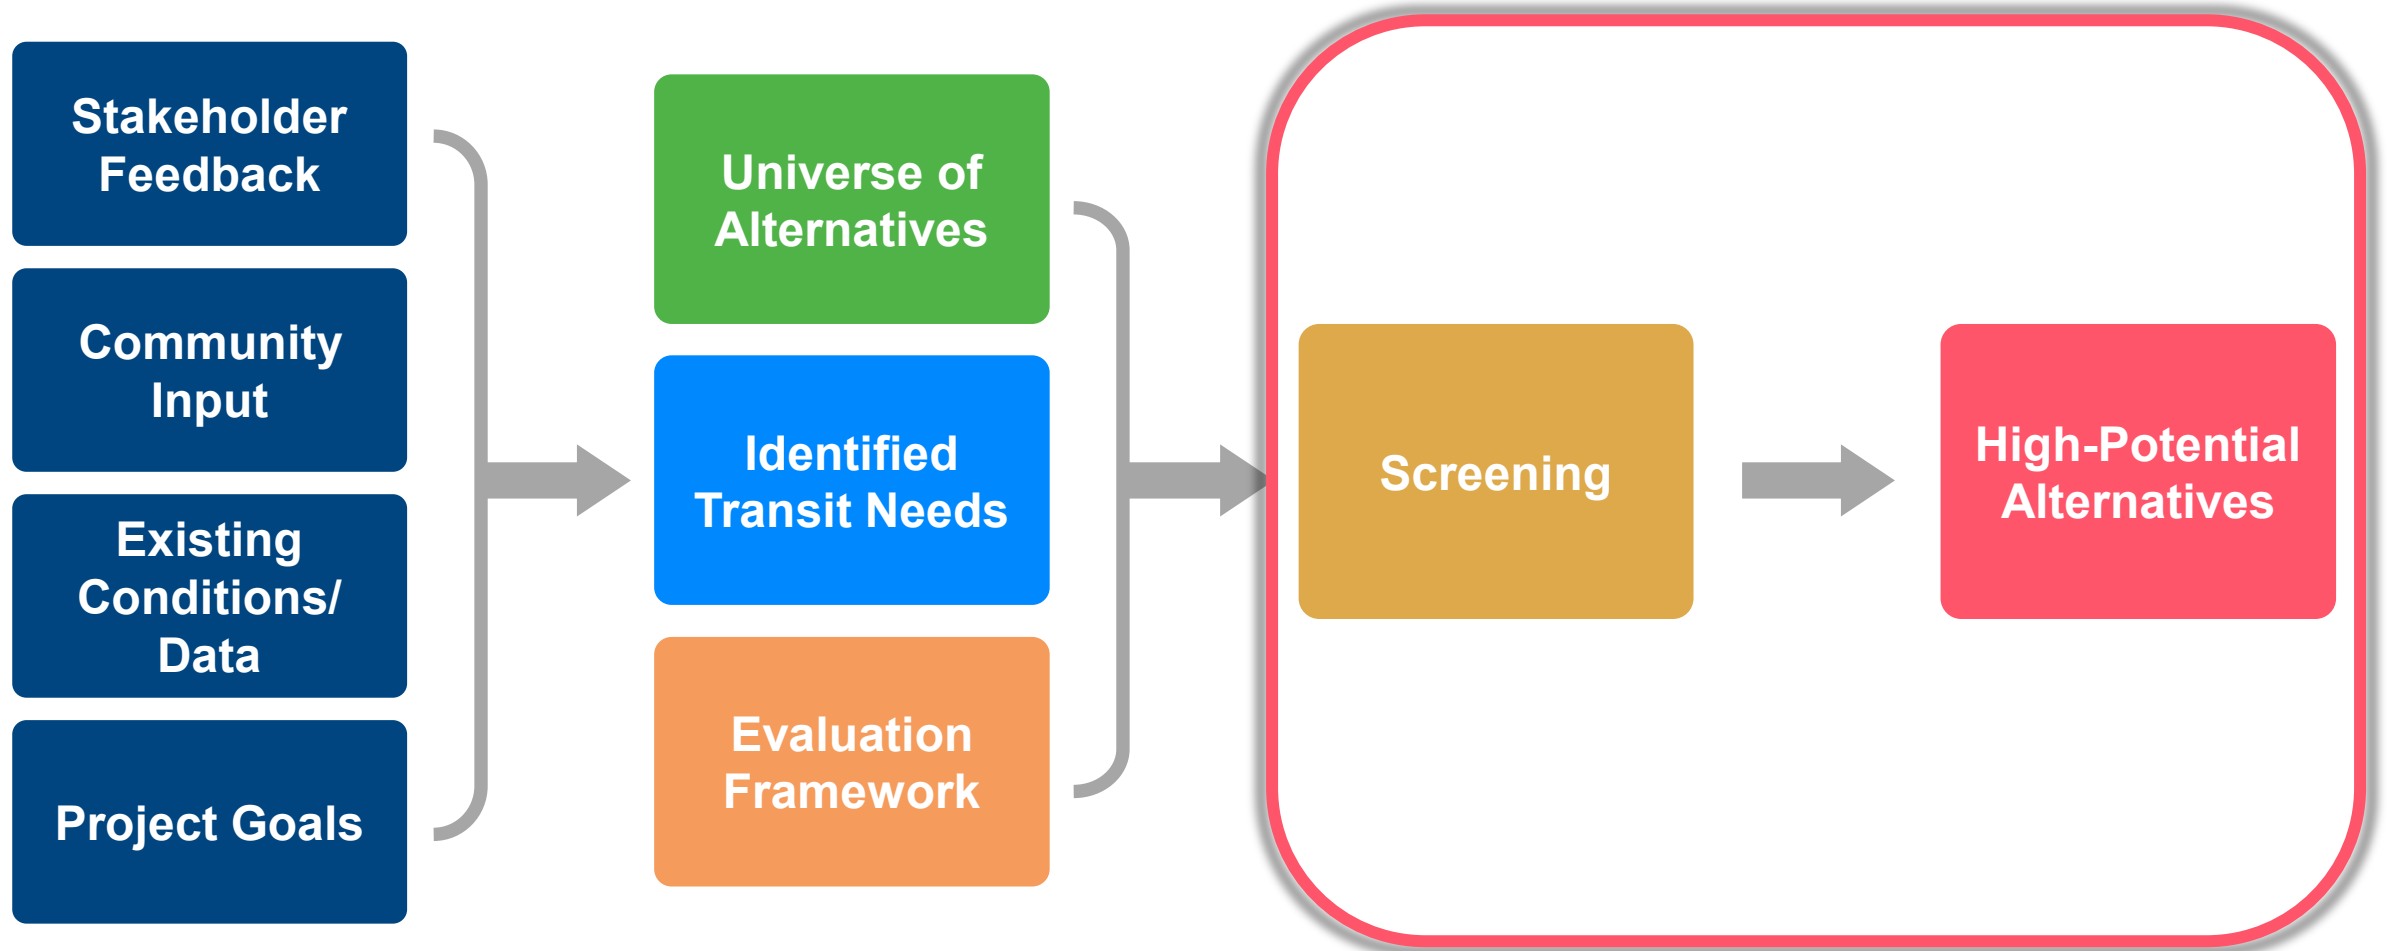 Stakeholder
Feedback
Community
Input
Existing
Conditions/
Data
Project Goals
Universe of
Alternatives
Identified
Transit Needs
Evaluation
Framework
Screening
High-Potential
Alternatives